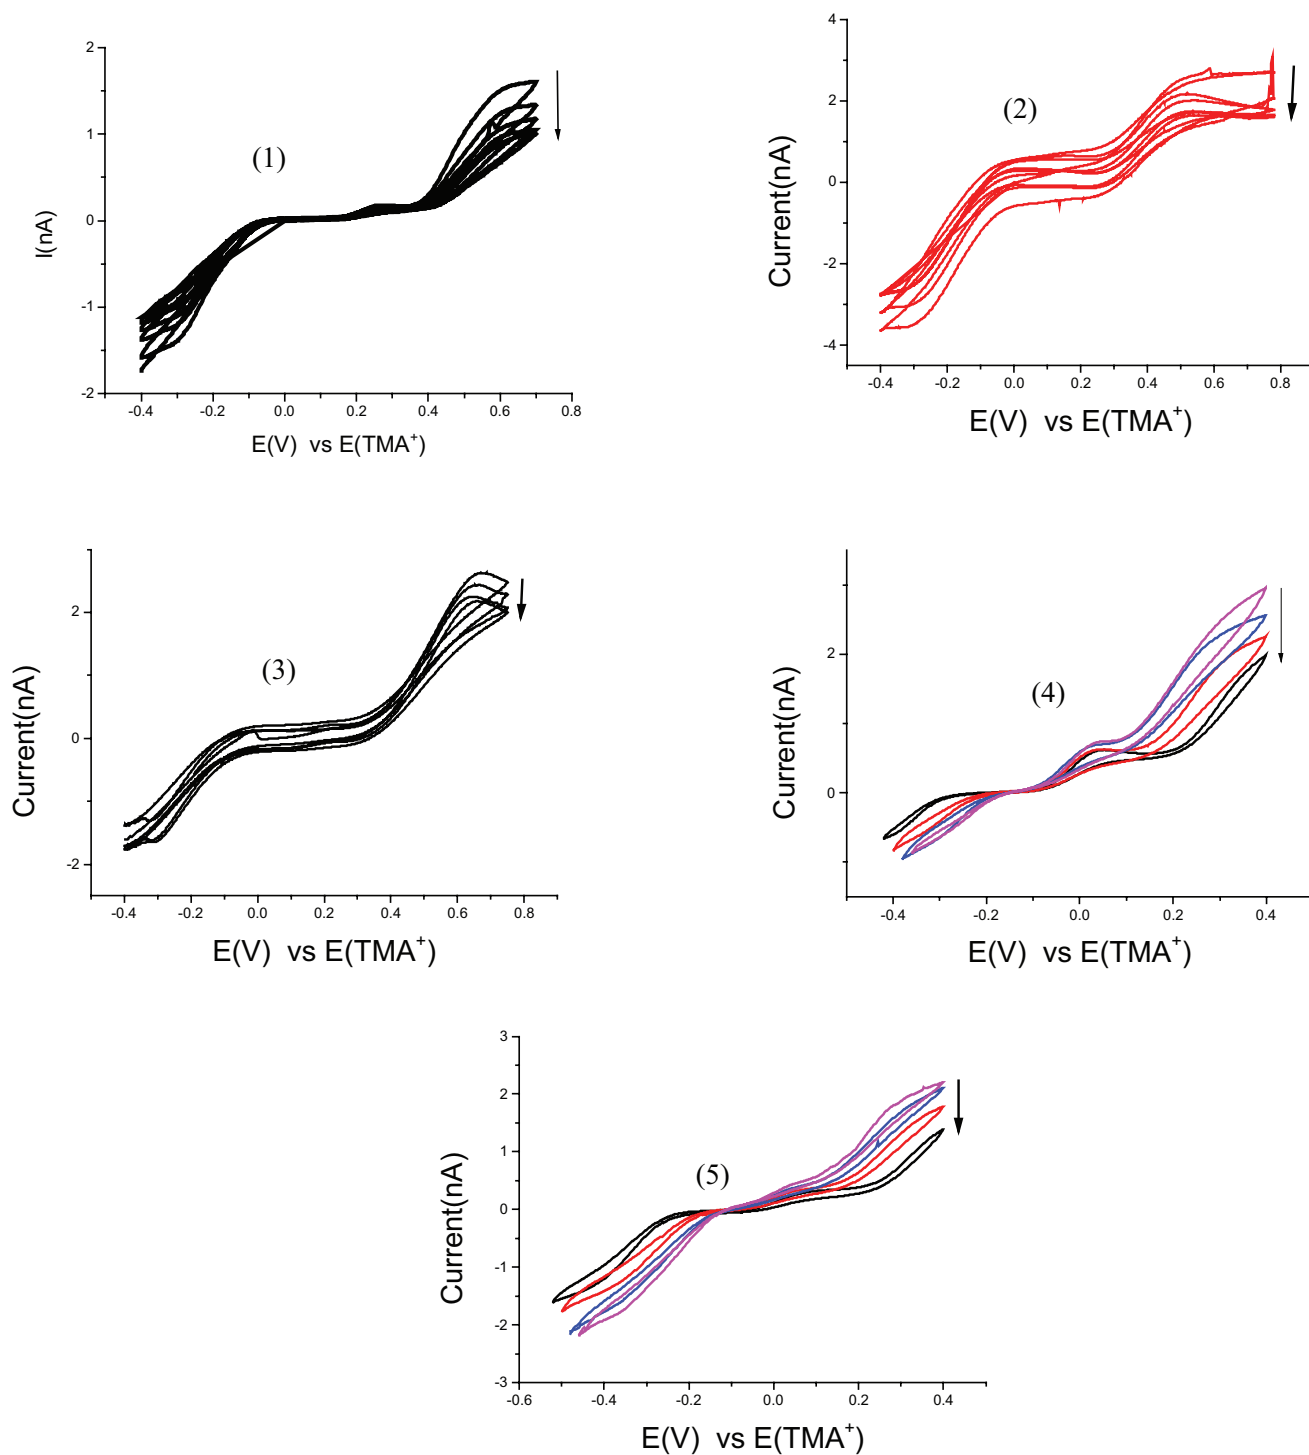 2
1
0
-1
-2
I(nA)
(1)
-0.4 -0.2 0.0 0.2 0.4 0.6 0.8
E(V) vs E(TMA⁺)
4
2
0
-2
-4
Current(nA)
(2)
-0.4 -0.2 0.0 0.2 0.4 0.6 0.8
E(V) vs E(TMA⁺)
2
0
-2
Current(nA)
(3)
-0.4 -0.2 0.0 0.2 0.4 0.6 0.8
E(V) vs E(TMA⁺)
2
0
Current(nA)
(4)
-0.4 -0.2 0.0 0.2 0.4
E(V) vs E(TMA⁺)
3
2
1
0
-1
-2
-3
Current(nA)
(5)
-0.6 -0.4 -0.2 0.0 0.2 0.4
E(V) vs E(TMA⁺)